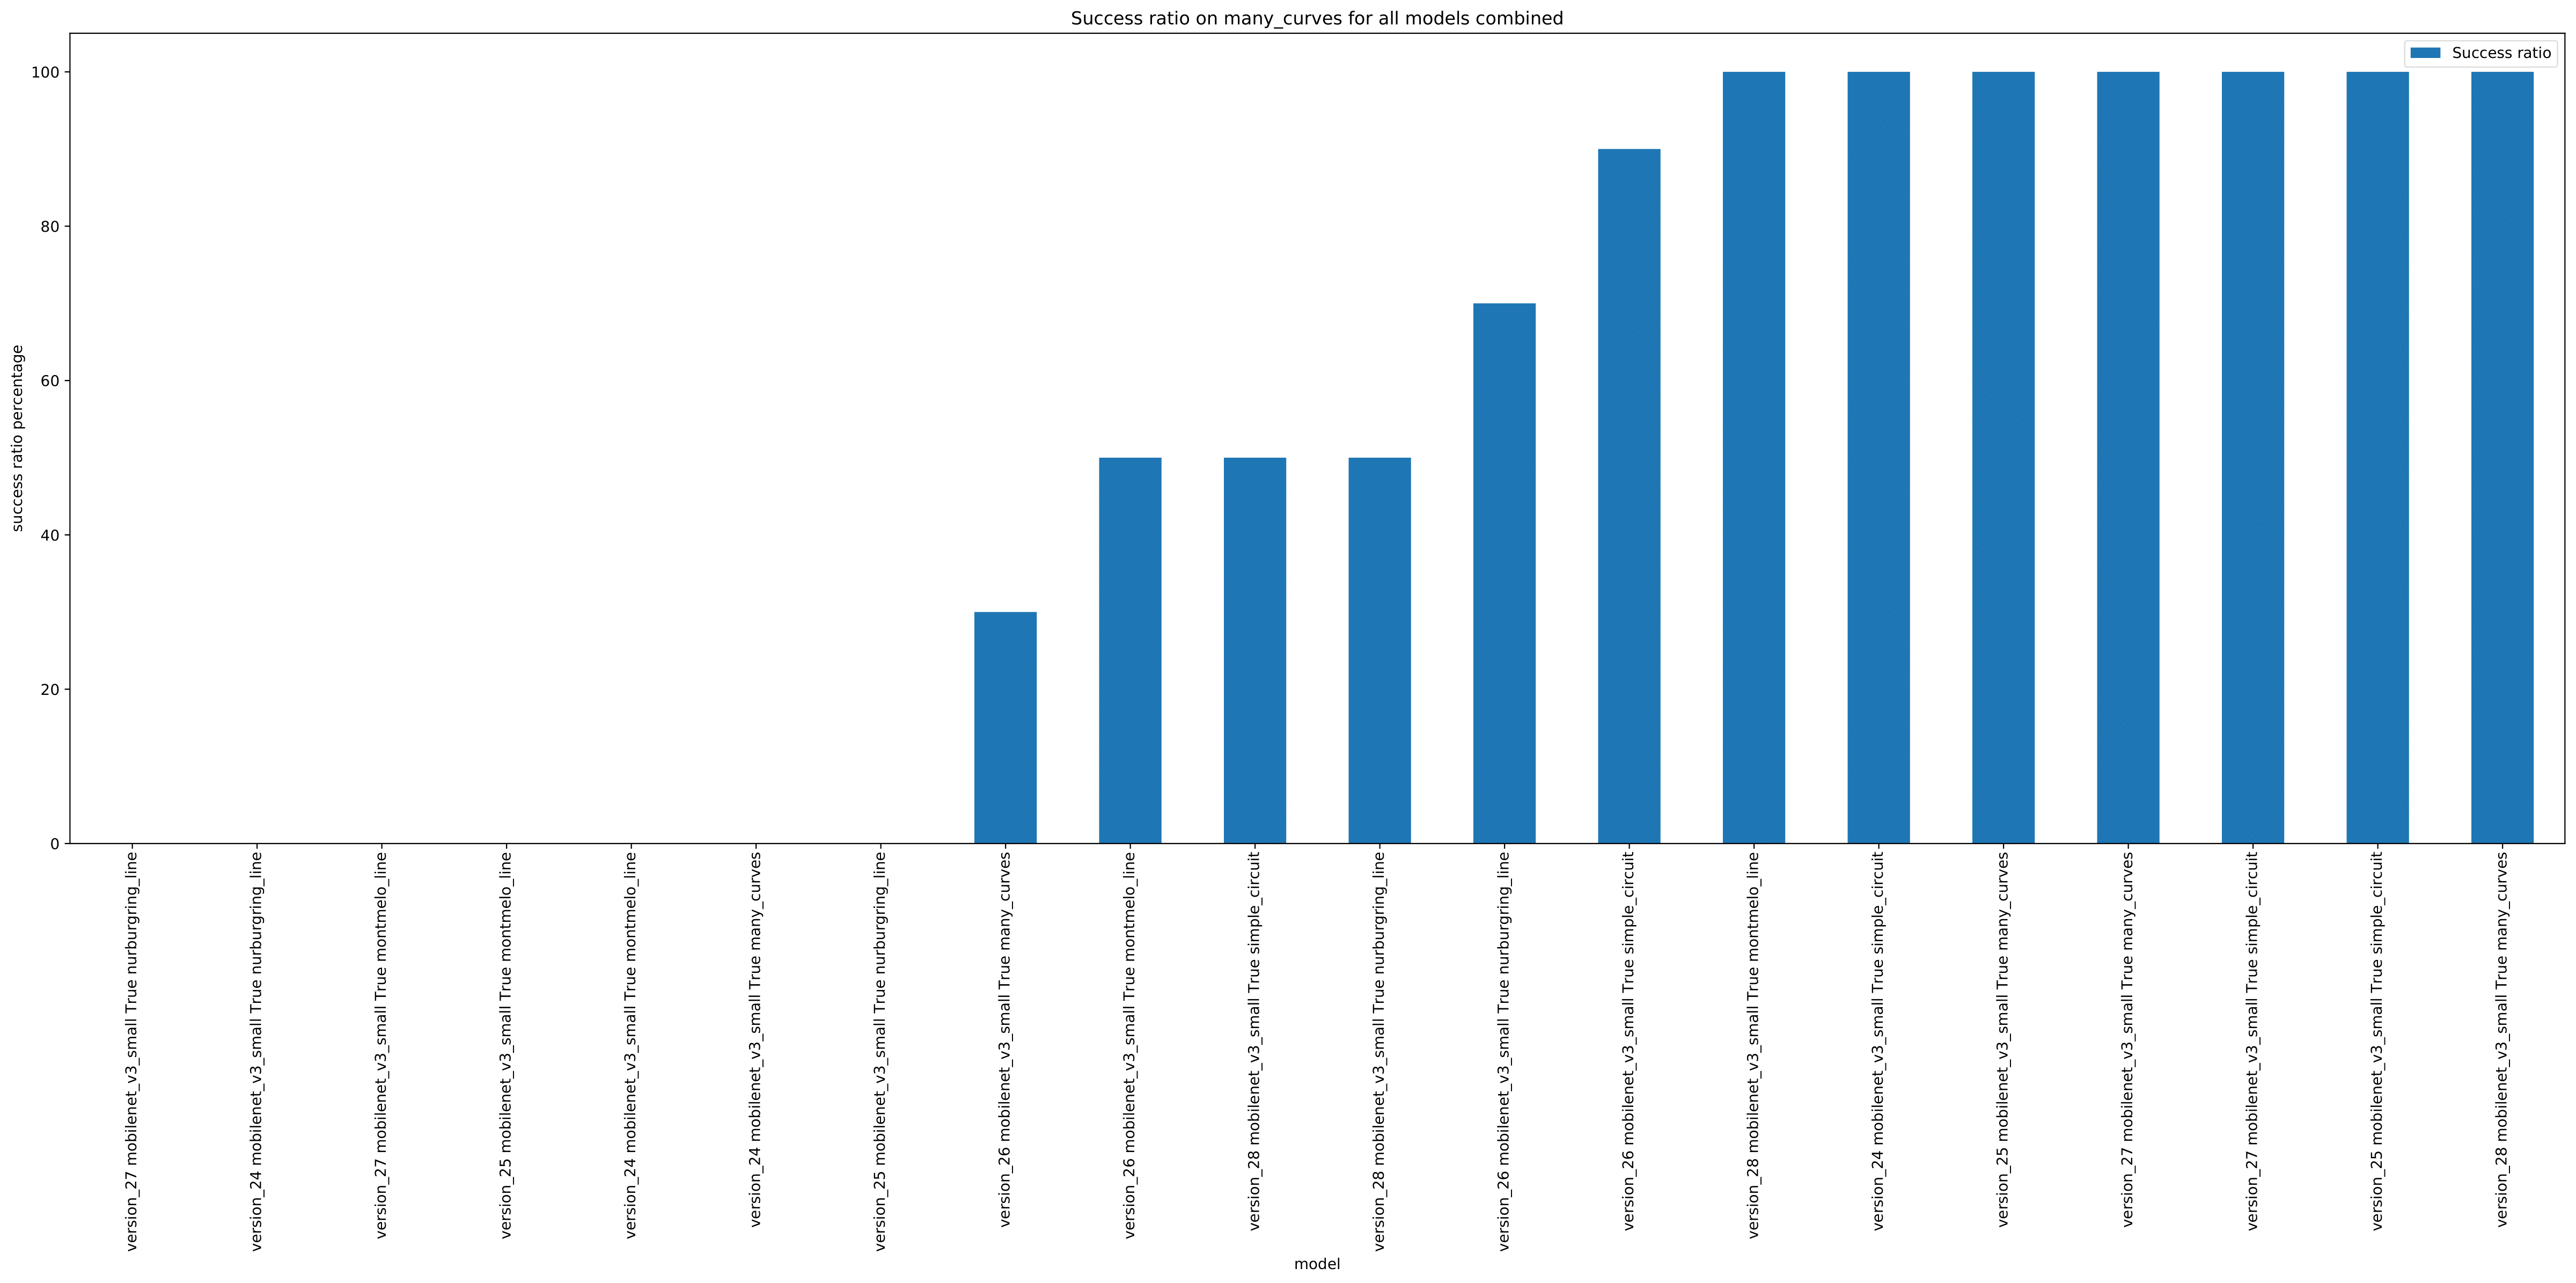 Success ratio on many_curves for all models combined
Success ratio
100
80
60
40
20
0
success ratio percentage
version_27 mobilenet_v3_small True nurburgring_line
version_24 mobilenet_v3_small True nurburgring_line
version_27 mobilenet_v3_small True montmelo_line
version_25 mobilenet_v3_small True montmelo_line
version_24 mobilenet_v3_small True montmelo_line
version_24 mobilenet_v3_small True many_curves
version_25 mobilenet_v3_small True nurburgring_line
version_26 mobilenet_v3_small True many_curves
version_26 mobilenet_v3_small True montmelo_line
version_28 mobilenet_v3_small True simple_circuit
version_28 mobilenet_v3_small True nurburgring_line
version_26 mobilenet_v3_small True nurburgring_line
version_26 mobilenet_v3_small True simple_circuit
version_28 mobilenet_v3_small True montmelo_line
version_24 mobilenet_v3_small True simple_circuit
version_25 mobilenet_v3_small True many_curves
version_27 mobilenet_v3_small True many_curves
version_27 mobilenet_v3_small True simple_circuit
version_25 mobilenet_v3_small True simple_circuit
version_28 mobilenet_v3_small True many_curves
model